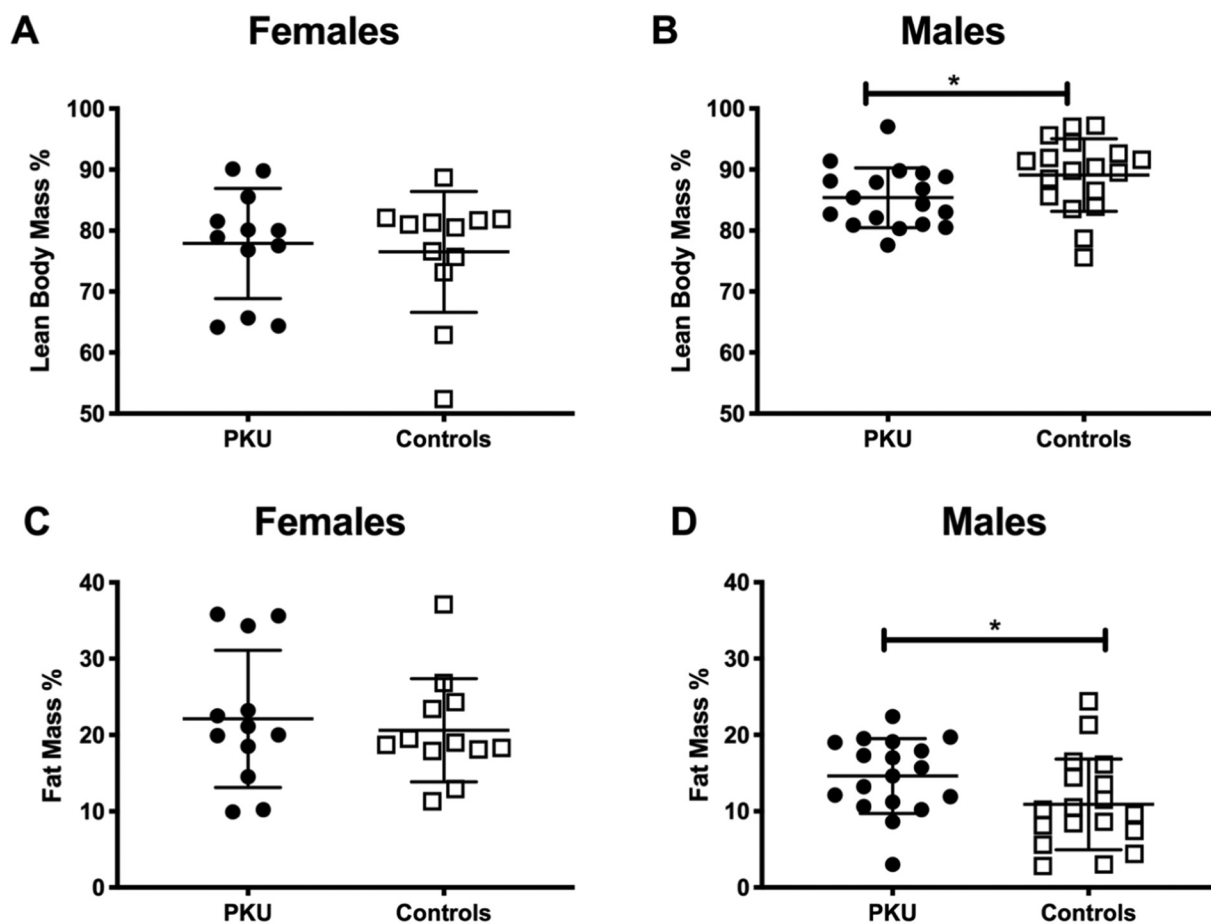 A Females
B Males
*
Lean Body Mass %
100
90
80
70
60
50
PKU Controls
Lean Body Mass %
100
90
80
70
60
50
PKU Controls
C Females
D Males
*
Fat Mass %
40
30
20
10
0
PKU Controls
Fat Mass %
40
30
20
10
0
PKU Controls